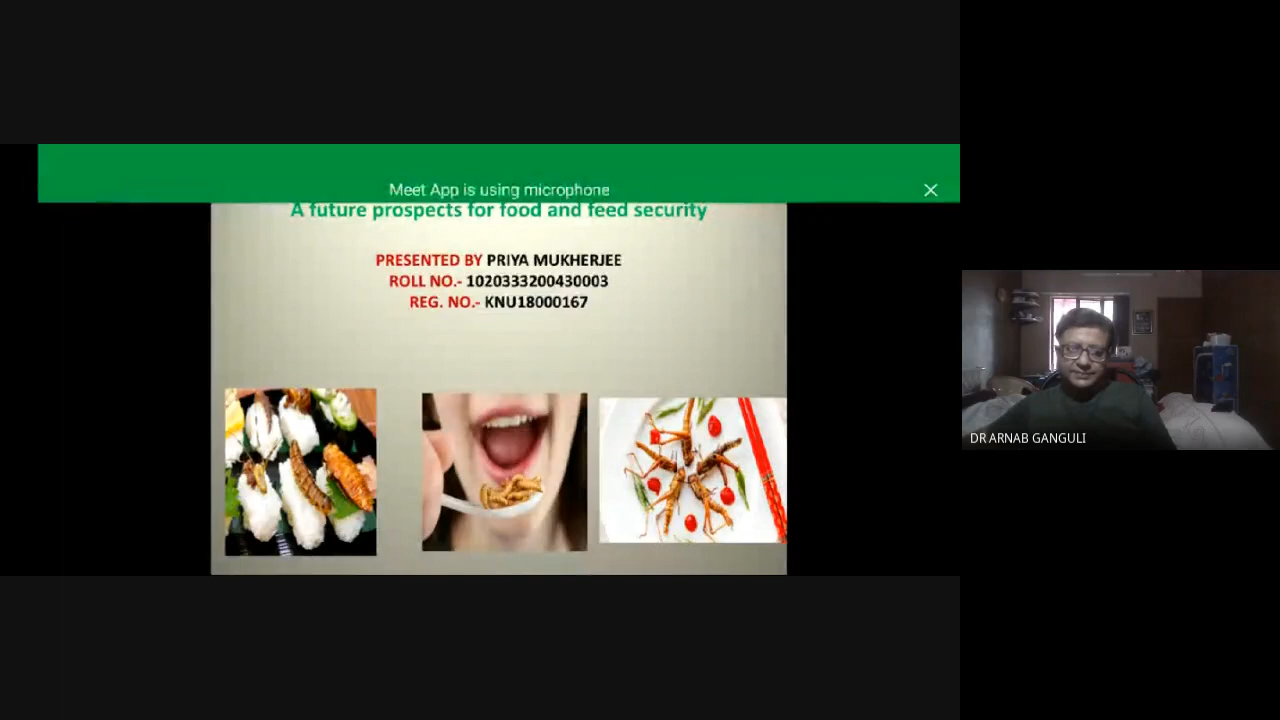 Meet App is using microphone
A future prospects for food and feed security
PRESENTED BY PRIYA MUKHERJEE
ROLL NO.- 1020333200430003
REG. NO.- KNU18000167
DR ARNAB GANGULI